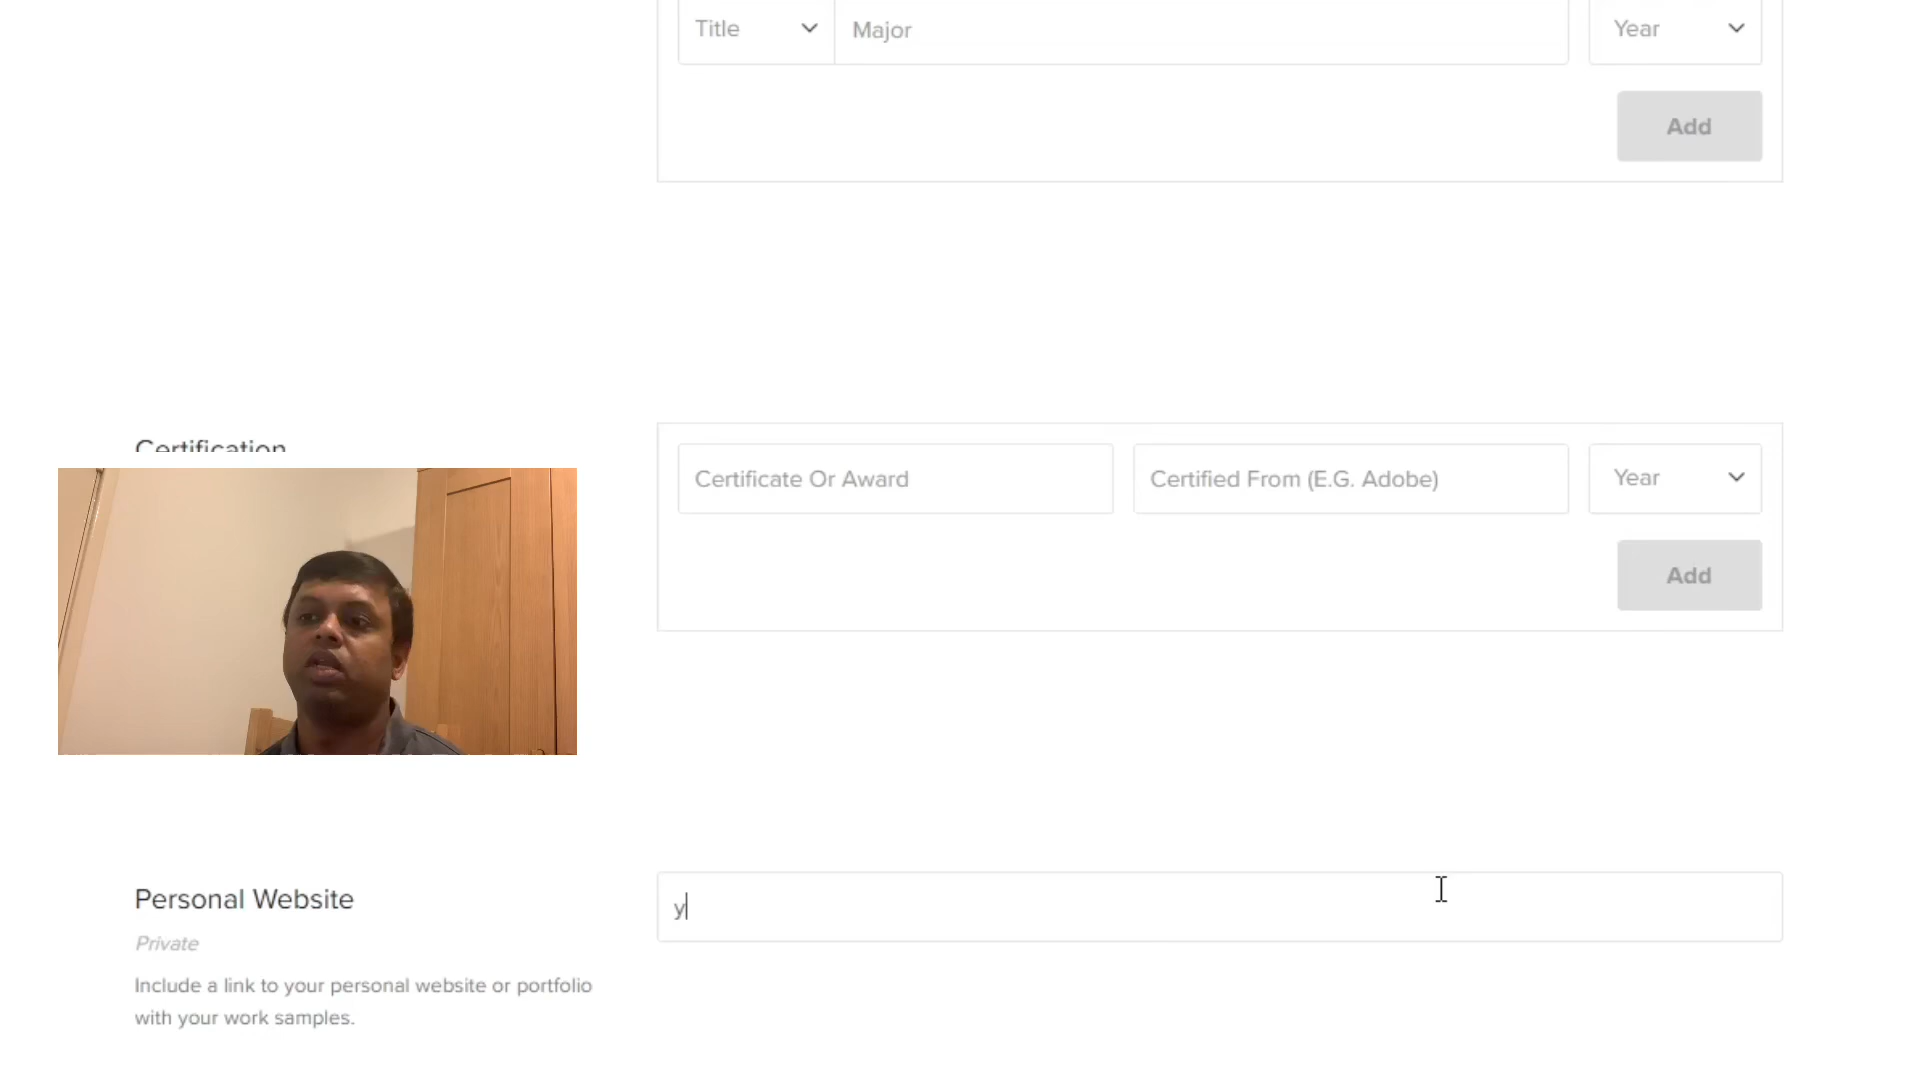 Title
Major
Year
Add
Certification
Certificate Or Award
Certified From (E.G. Adobe)
Year
Add
Personal Website
y
Private
Include a link to your personal website or portfolio
with your work samples.